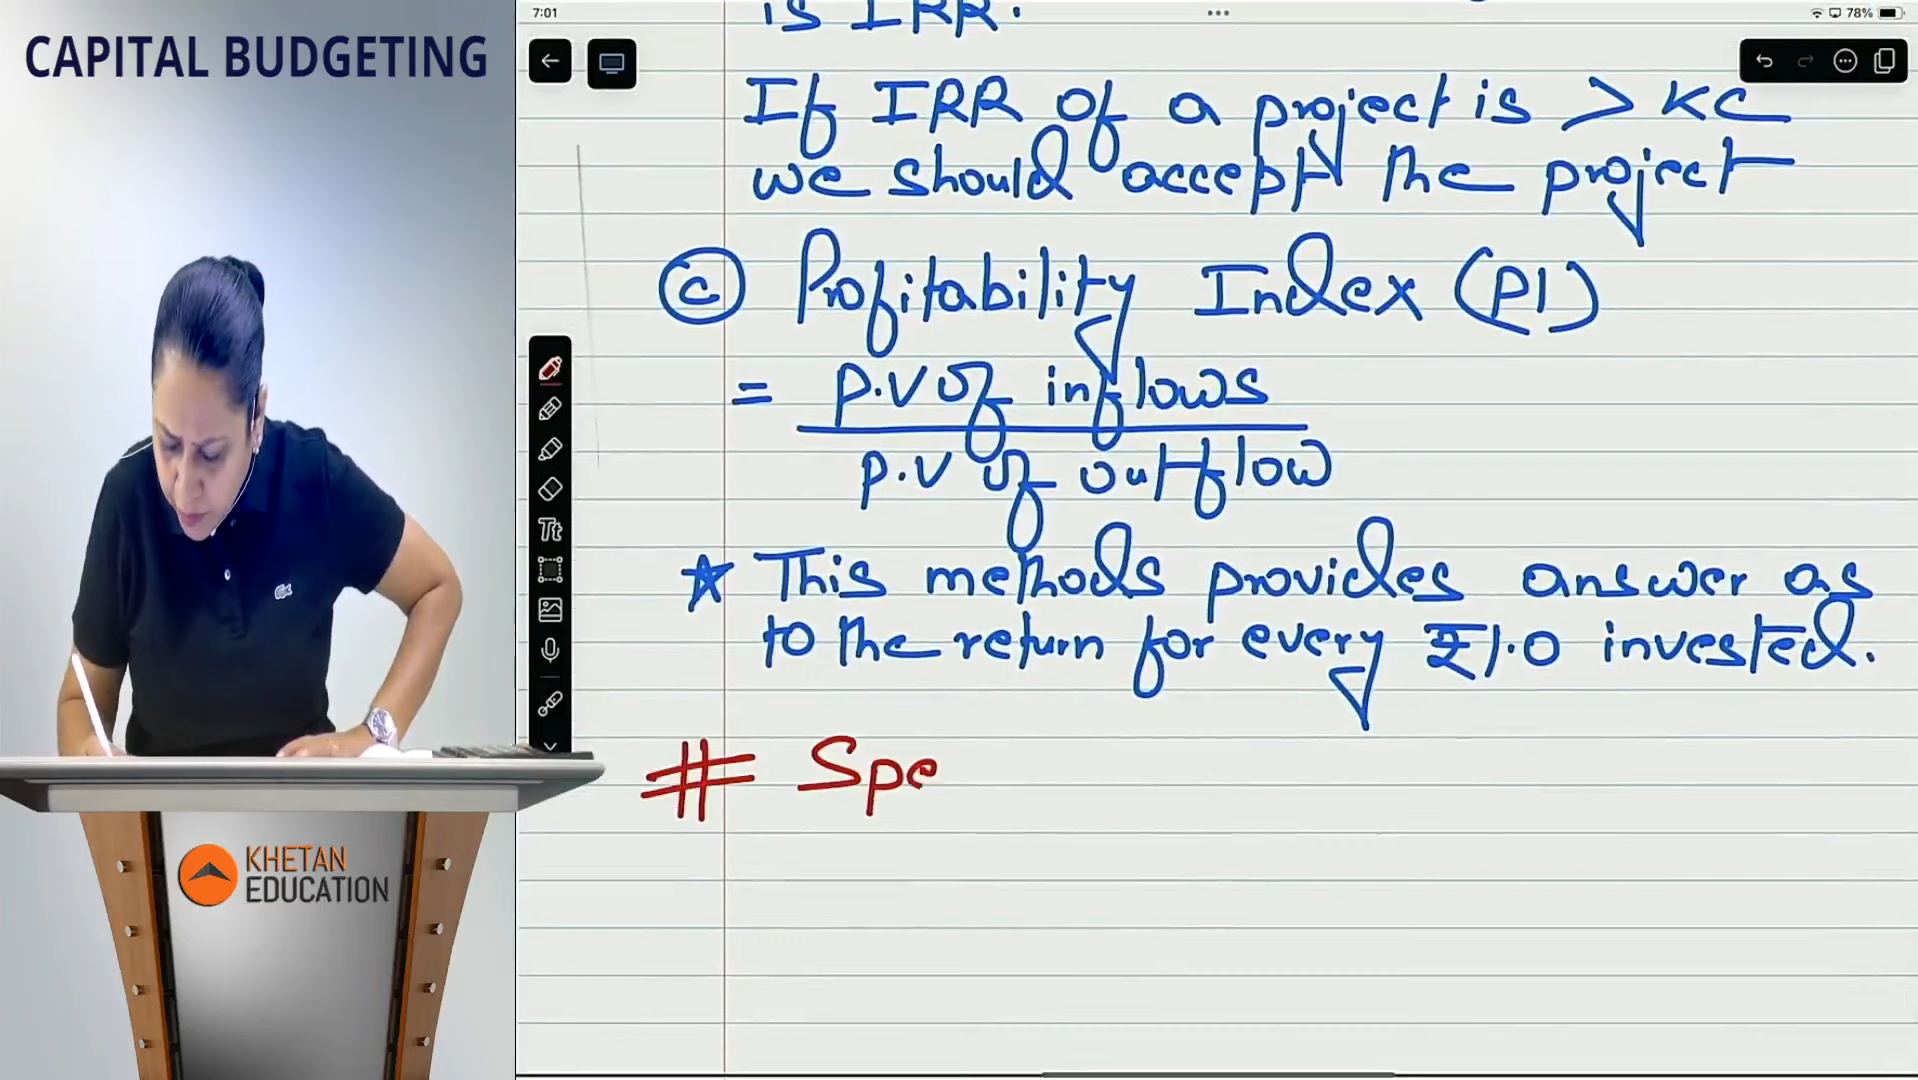 CAPITAL BUDGETING
7:01
78%
is IRR.
If IRR of a project is > KC
we should accept the project
(c) Profitability Index (PI)
= P.V of inflows
P.V of outflow
☆ This methods provides answer as
to the return for every ₹1.0 invested.
# Spe
Tt
KHETAN
EDUCATION